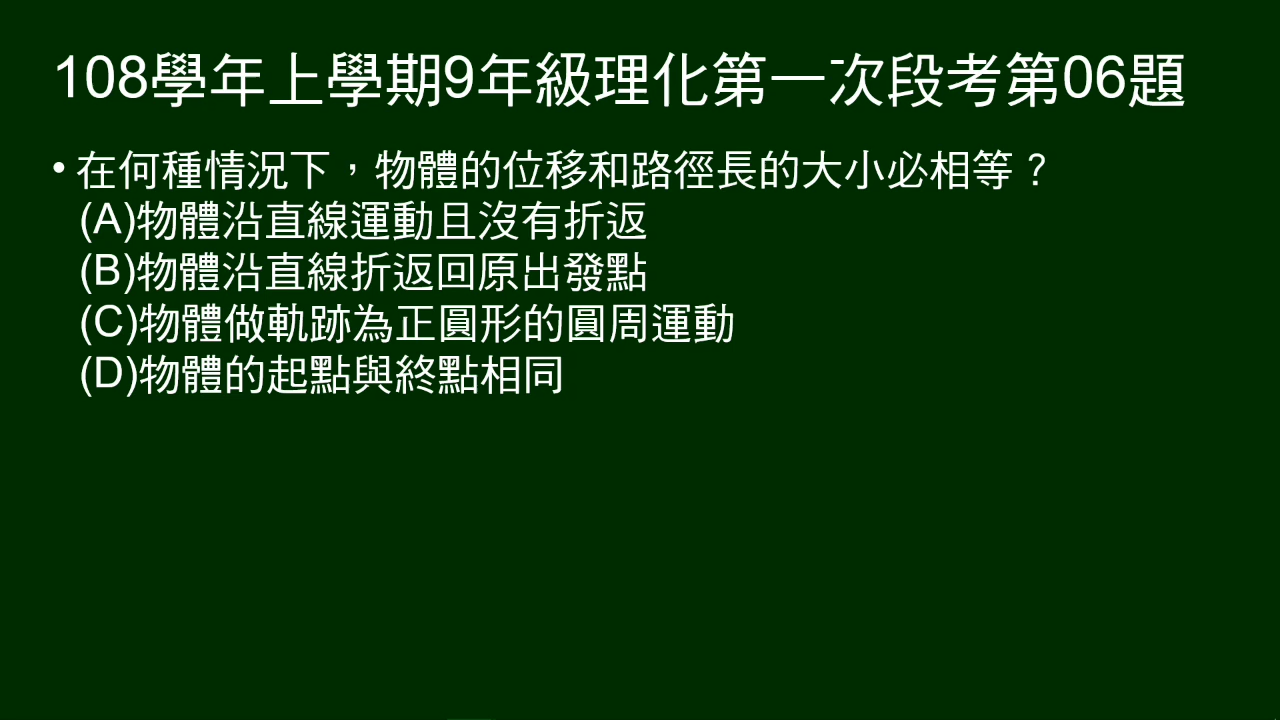 108學年上學期9年級理化第一次段考第06題
•在何種情況下，物體的位移和路徑長的大小必相等？
(A)物體沿直線運動且沒有折返
(B)物體沿直線折返回原出發點
(C)物體做軌跡為正圓形的圓周運動
(D)物體的起點與終點相同